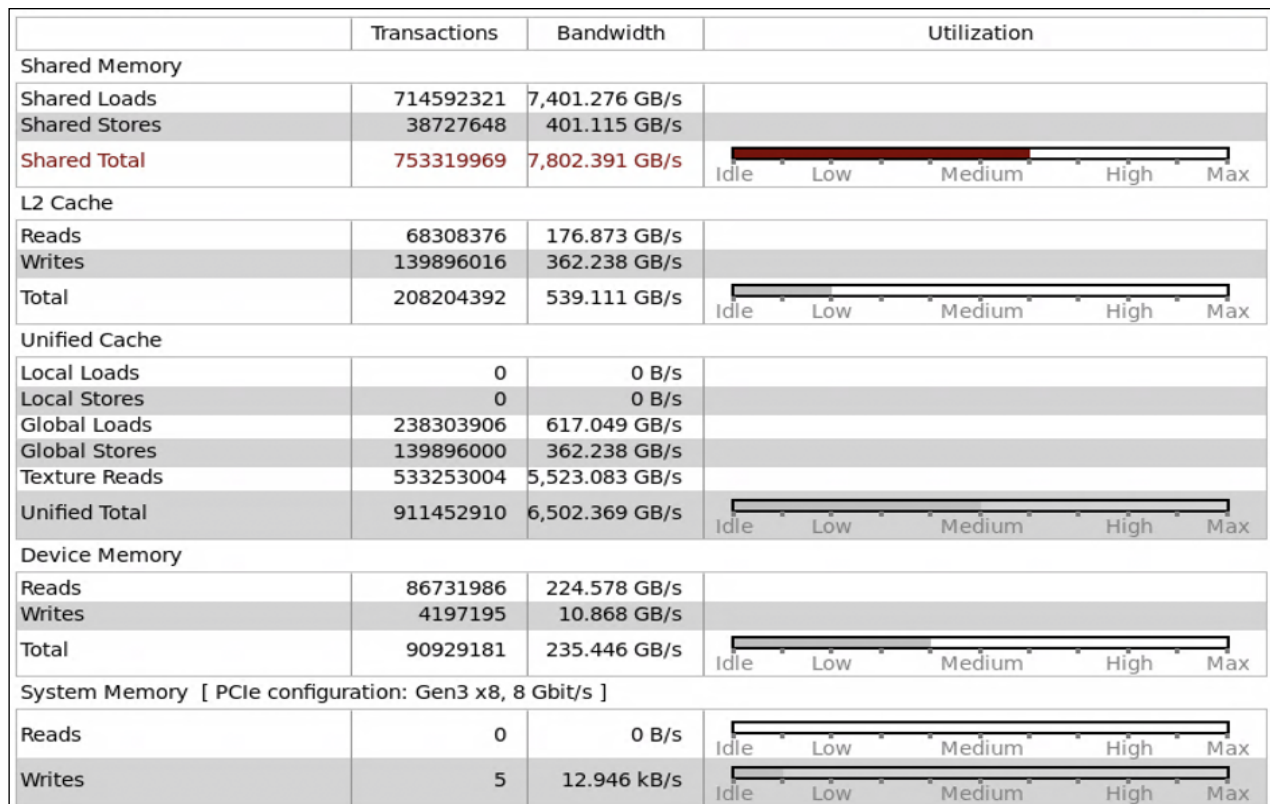 Transactions Bandwidth Utilization
Shared Memory
Shared Loads 714592321 7,401.276 GB/s
Shared Stores 38727648 401.115 GB/s
Shared Total 753319969 7,802.391 GB/s
Idle Low Medium High Max
L2 Cache
Reads 68308376 176.873 GB/s
Writes 139896016 362.238 GB/s
Total 208204392 539.111 GB/s
Idle Low Medium High Max
Unified Cache
Local Loads 0 0 B/s
Local Stores 0 0 B/s
Global Loads 238303906 617.049 GB/s
Global Stores 139896000 362.238 GB/s
Texture Reads 533253004 5,523.083 GB/s
Unified Total 911452910 6,502.369 GB/s
Idle Low Medium High Max
Device Memory
Reads 86731986 224.578 GB/s
Writes 4197195 10.868 GB/s
Total 90929181 235.446 GB/s
Idle Low Medium High Max
System Memory [ PCIe configuration: Gen3 x8, 8 Gbit/s ]
Reads 0 0 B/s
Idle Low Medium High Max
Writes 5 12.946 kB/s
Idle Low Medium High Max